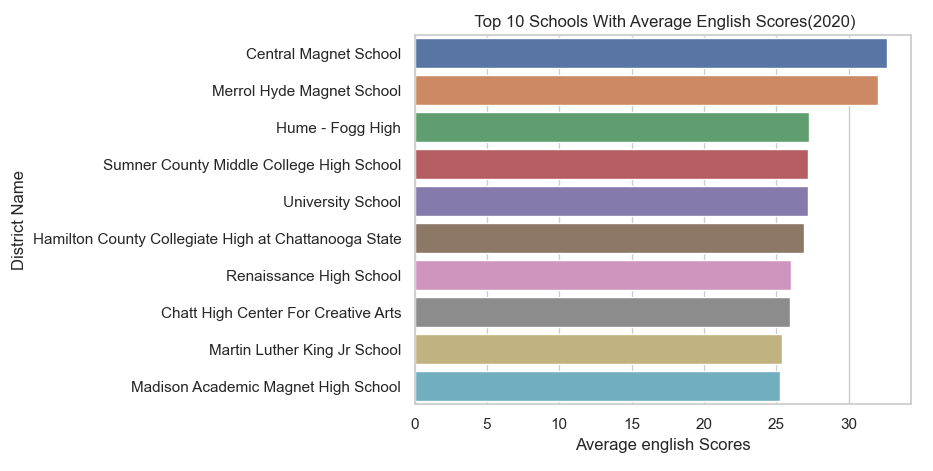 Top 10 Schools With Average English Scores(2020)
Central Magnet School
Merrol Hyde Magnet School
Hume - Fogg High
Sumner County Middle College High School
University School
Hamilton County Collegiate High at Chattanooga State
Renaissance High School
Chatt High Center For Creative Arts
Martin Luther King Jr School
Madison Academic Magnet High School
District Name
0 5 10 15 20 25 30
Average english Scores